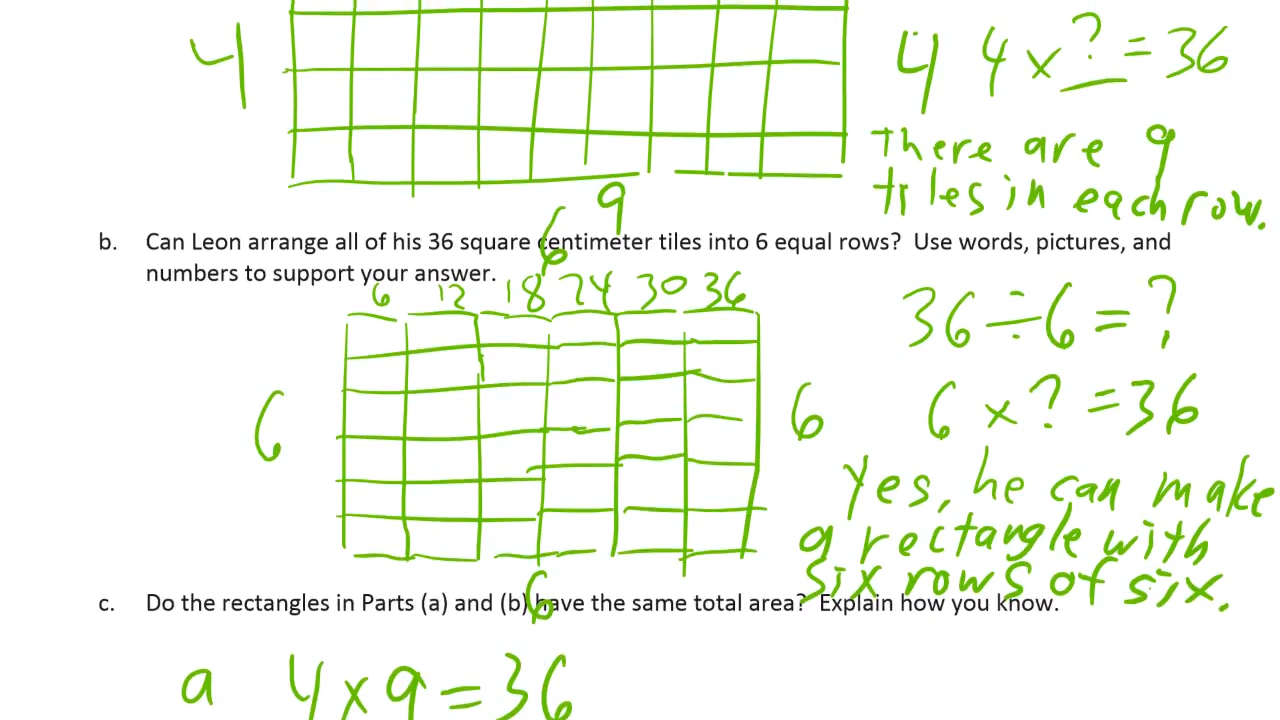 4
4 4 x ? = 36
There are 9
tiles in each row.
9
b. Can Leon arrange all of his 36 square centimeter tiles into 6 equal rows? Use words, pictures, and
numbers to support your answer.
6
6 12 18 24 30 36
36 ÷ 6 = ?
6
6
6 x ? = 36
Yes, he can make
a rectangle with
six rows of six.
6
c. Do the rectangles in Parts (a) and (b) have the same total area? Explain how you know.
a 4 x 9 = 36